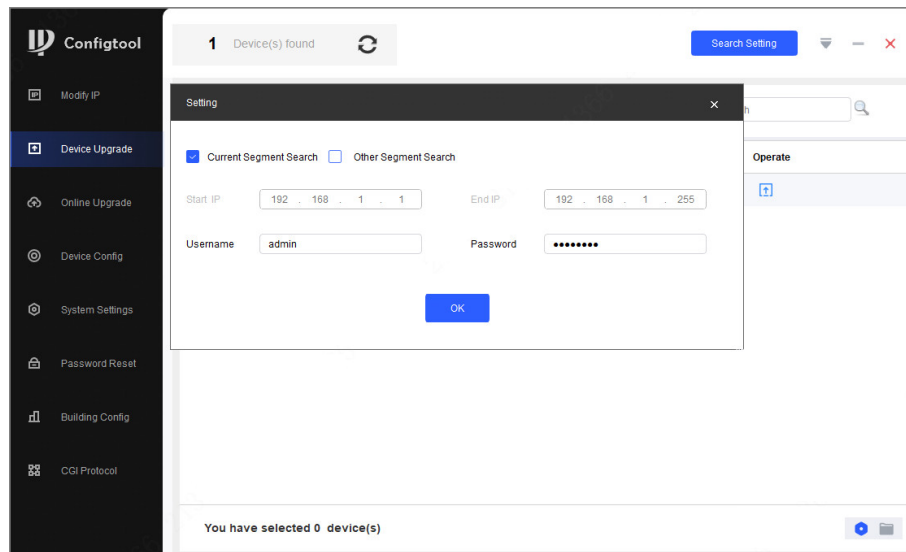 Configtool
1 Device(s) found
Search Setting
Modify IP
Device Upgrade
Online Upgrade
Device Config
System Settings
Password Reset
Building Config
CGI Protocol
Setting
Current Segment Search
Other Segment Search
Start IP
192 . 168 . 1 . 1
End IP
192 . 168 . 1 . 255
Username
admin
Password
●●●●●●●●
OK
h
Operate
You have selected 0 device(s)